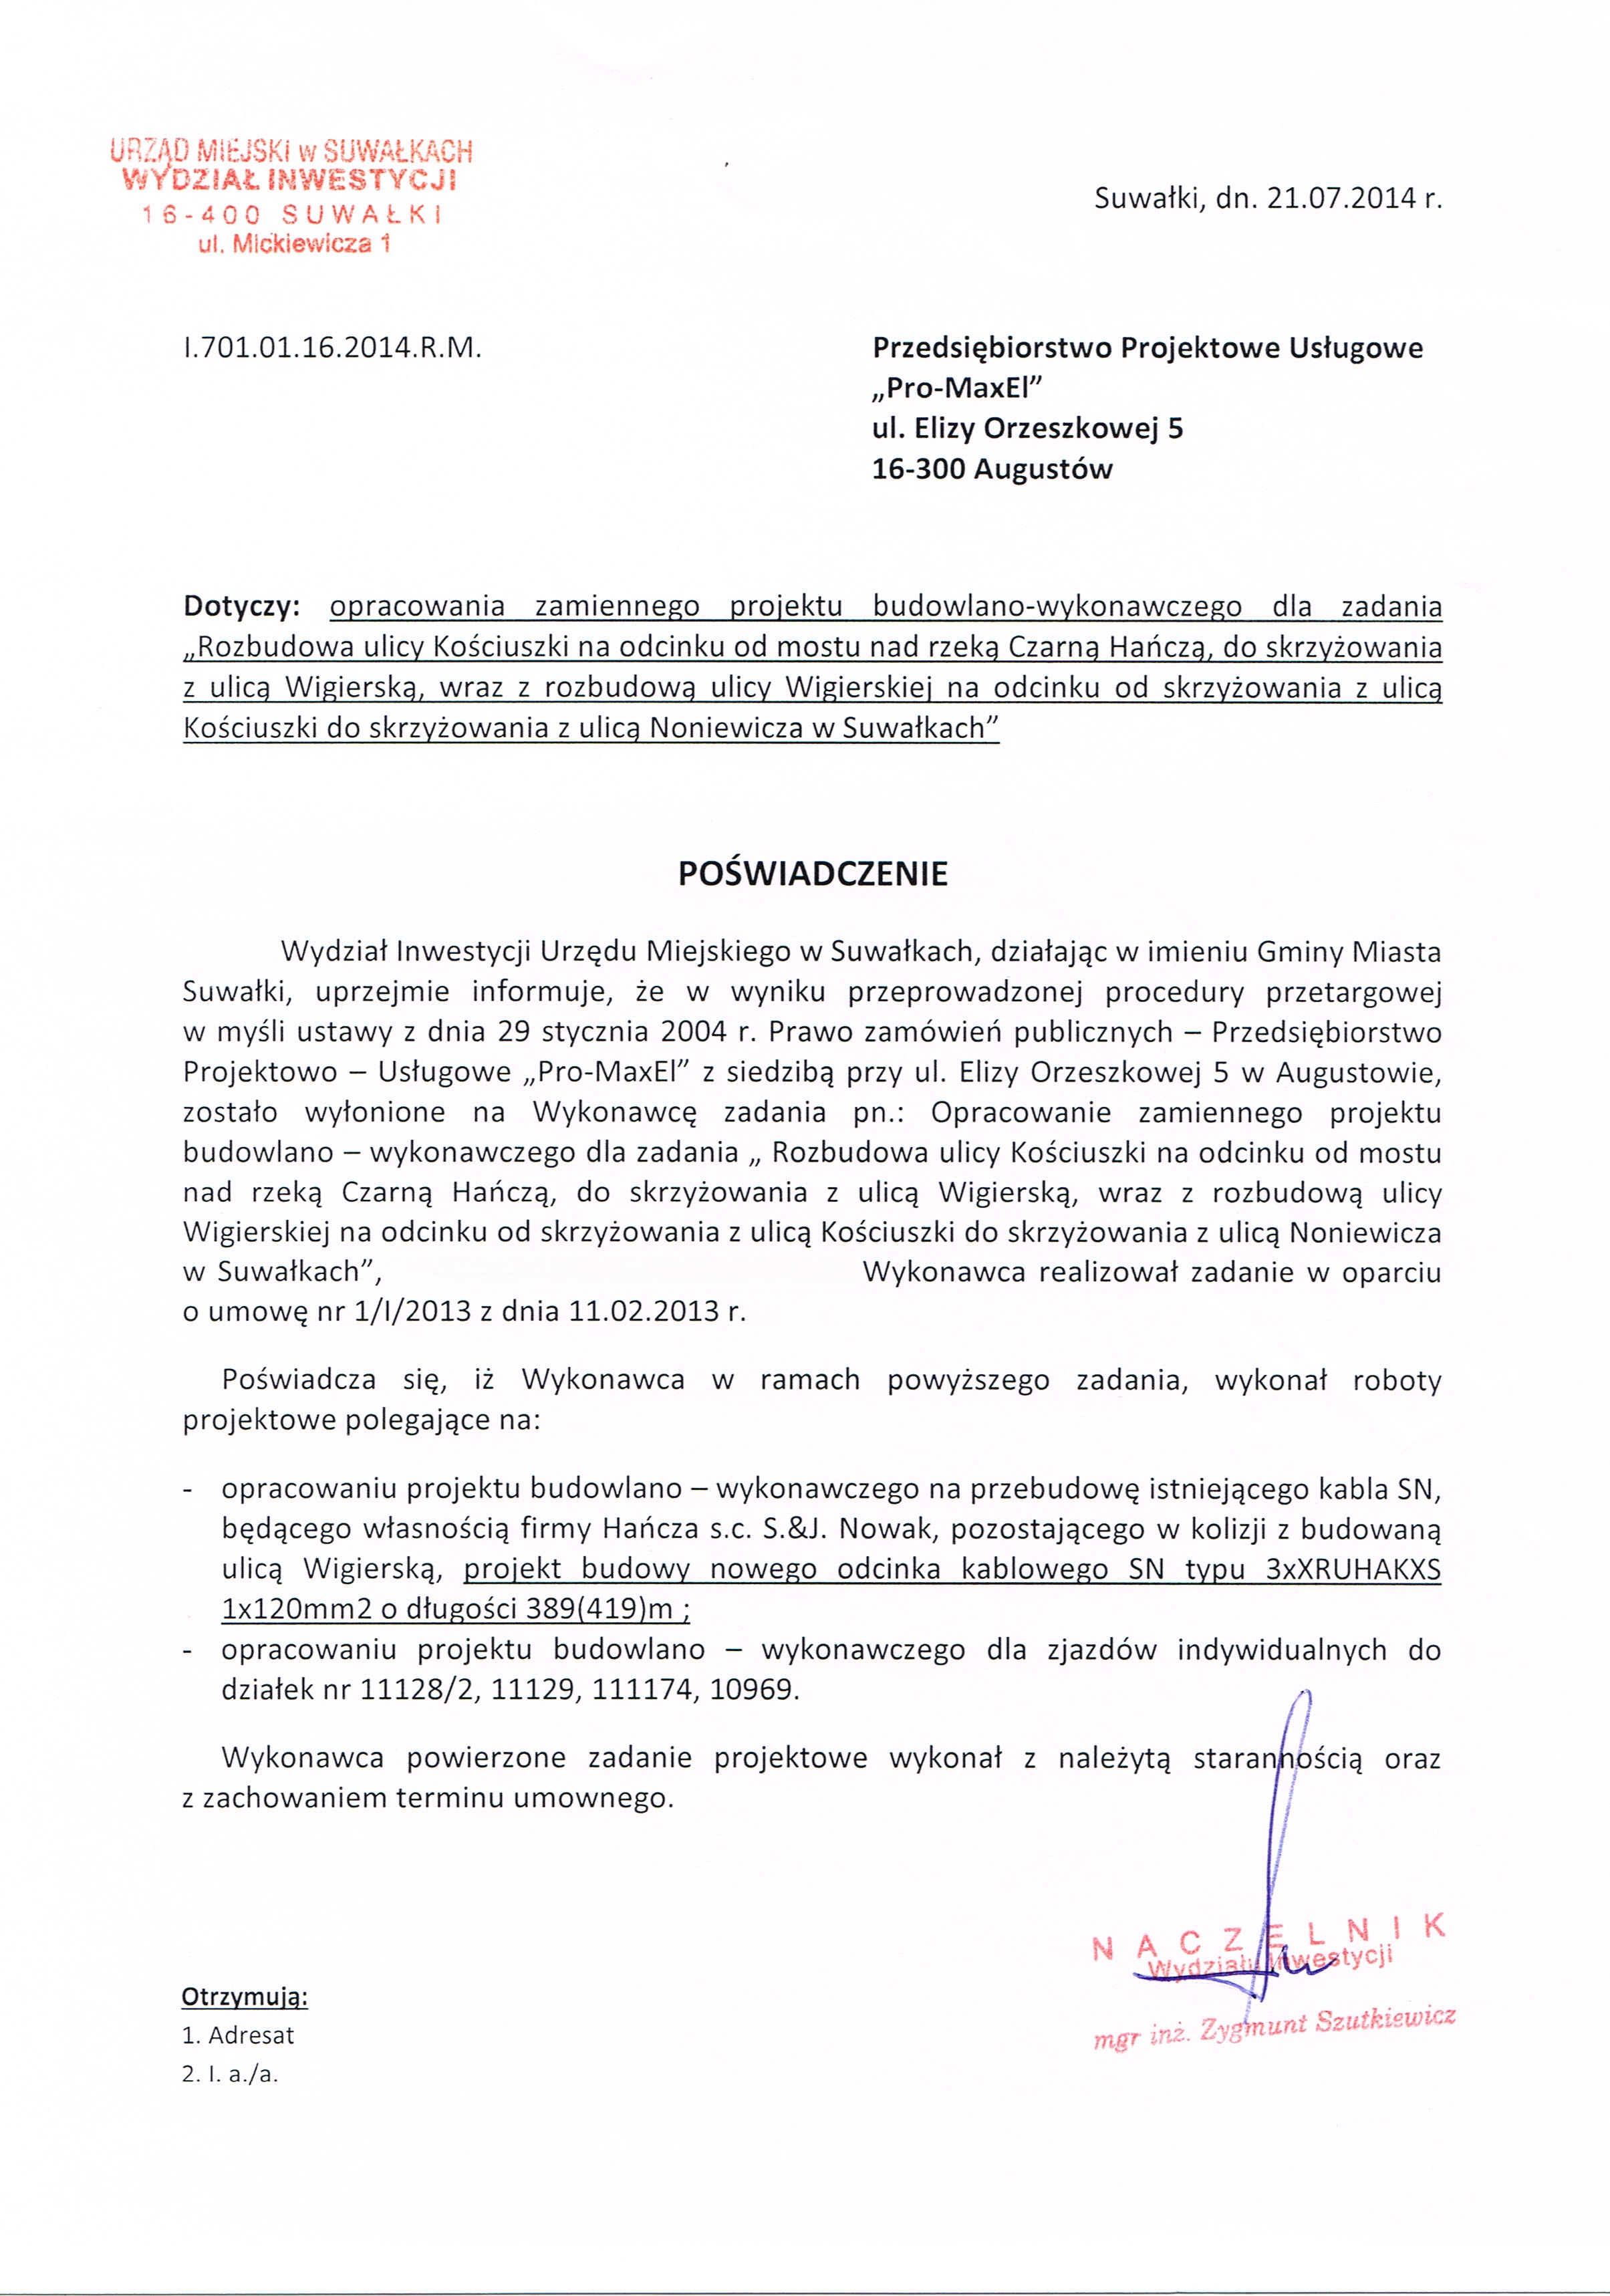 URZĄD MIEJSKI w SUWAŁKACH
WYDZIAŁ INWESTYCJI
16-400 SUWAŁKI
ul. Mickiewicza 1
Suwałki, dn. 21.07.2014 r.
I.701.01.16.2014.R.M.
Przedsiębiorstwo Projektowe Usługowe
„Pro-MaxEl”
ul. Elizy Orzeszkowej 5
16-300 Augustów
Dotyczy: opracowania zamiennego projektu budowlano-wykonawczego dla zadania
„Rozbudowa ulicy Kościuszki na odcinku od mostu nad rzeką Czarną Hańczą, do skrzyżowania
z ulicą Wigierską, wraz z rozbudową ulicy Wigierskiej na odcinku od skrzyżowania z ulicą
Kościuszki do skrzyżowania z ulicą Noniewicza w Suwałkach”
POŚWIADCZENIE
Wydział Inwestycji Urzędu Miejskiego w Suwałkach, działając w imieniu Gminy Miasta
Suwałki, uprzejmie informuje, że w wyniku przeprowadzonej procedury przetargowej
w myśli ustawy z dnia 29 stycznia 2004 r. Prawo zamówień publicznych – Przedsiębiorstwo
Projektowo – Usługowe „Pro-MaxEl” z siedzibą przy ul. Elizy Orzeszkowej 5 w Augustowie,
zostało wyłonione na Wykonawcę zadania pn.: Opracowanie zamiennego projektu
budowlano – wykonawczego dla zadania „ Rozbudowa ulicy Kościuszki na odcinku od mostu
nad rzeką Czarną Hańczą, do skrzyżowania z ulicą Wigierską, wraz z rozbudową ulicy
Wigierskiej na odcinku od skrzyżowania z ulicą Kościuszki do skrzyżowania z ulicą Noniewicza
w Suwałkach”, Wykonawca realizował zadanie w oparciu
o umowę nr 1/I/2013 z dnia 11.02.2013 r.
Poświadcza się, iż Wykonawca w ramach powyższego zadania, wykonał roboty
projektowe polegające na:
- opracowaniu projektu budowlano – wykonawczego na przebudowę istniejącego kabla SN,
będącego własnością firmy Hańcza s.c. S.&J. Nowak, pozostającego w kolizji z budowaną
ulicą Wigierską, projekt budowy nowego odcinka kablowego SN typu 3xXRUHAKXS
1x120mm2 o długości 389(419)m ;
- opracowaniu projektu budowlano – wykonawczego dla zjazdów indywidualnych do
działek nr 11128/2, 11129, 111174, 10969.
Wykonawca powierzone zadanie projektowe wykonał z należytą starannością oraz
z zachowaniem terminu umownego.
NACZELNIK
Wydziału Inwestycji
mgr inż. Zygmunt Szutkiewicz
Otrzymują:
1. Adresat
2. I. a./a.